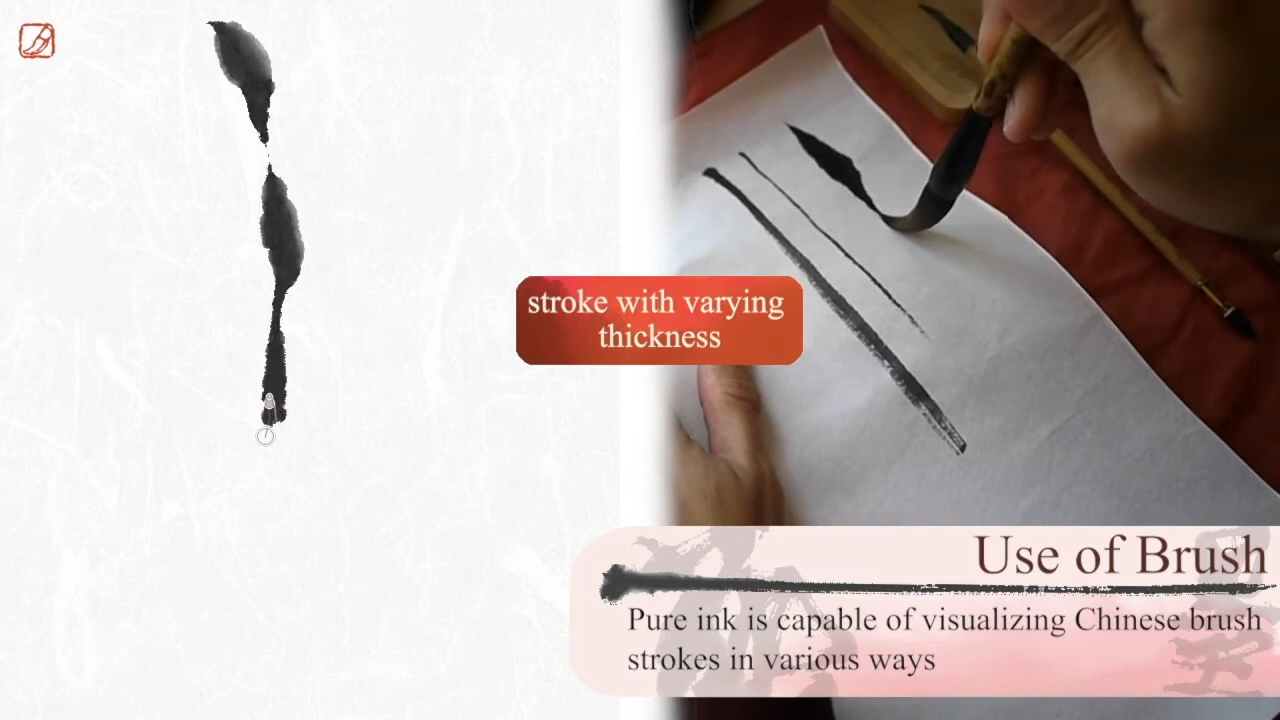 stroke with varying
thickness
Use of Brush
Pure ink is capable of visualizing Chinese brush
strokes in various ways